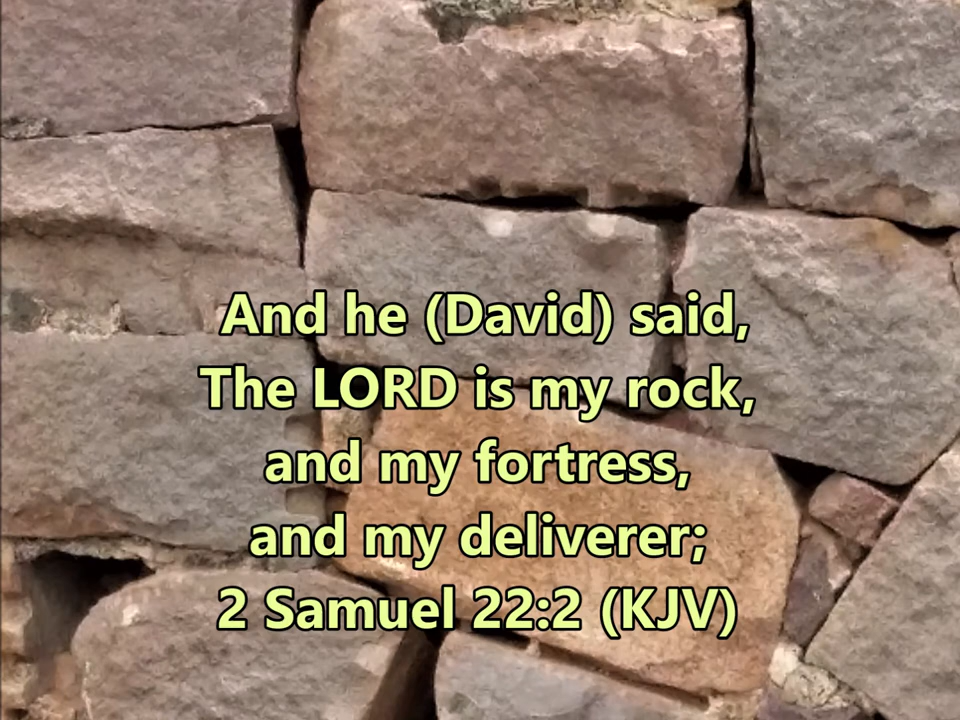 And he (David) said,
The LORD is my rock,
and my fortress,
and my deliverer;
2 Samuel 22:2 (KJV)